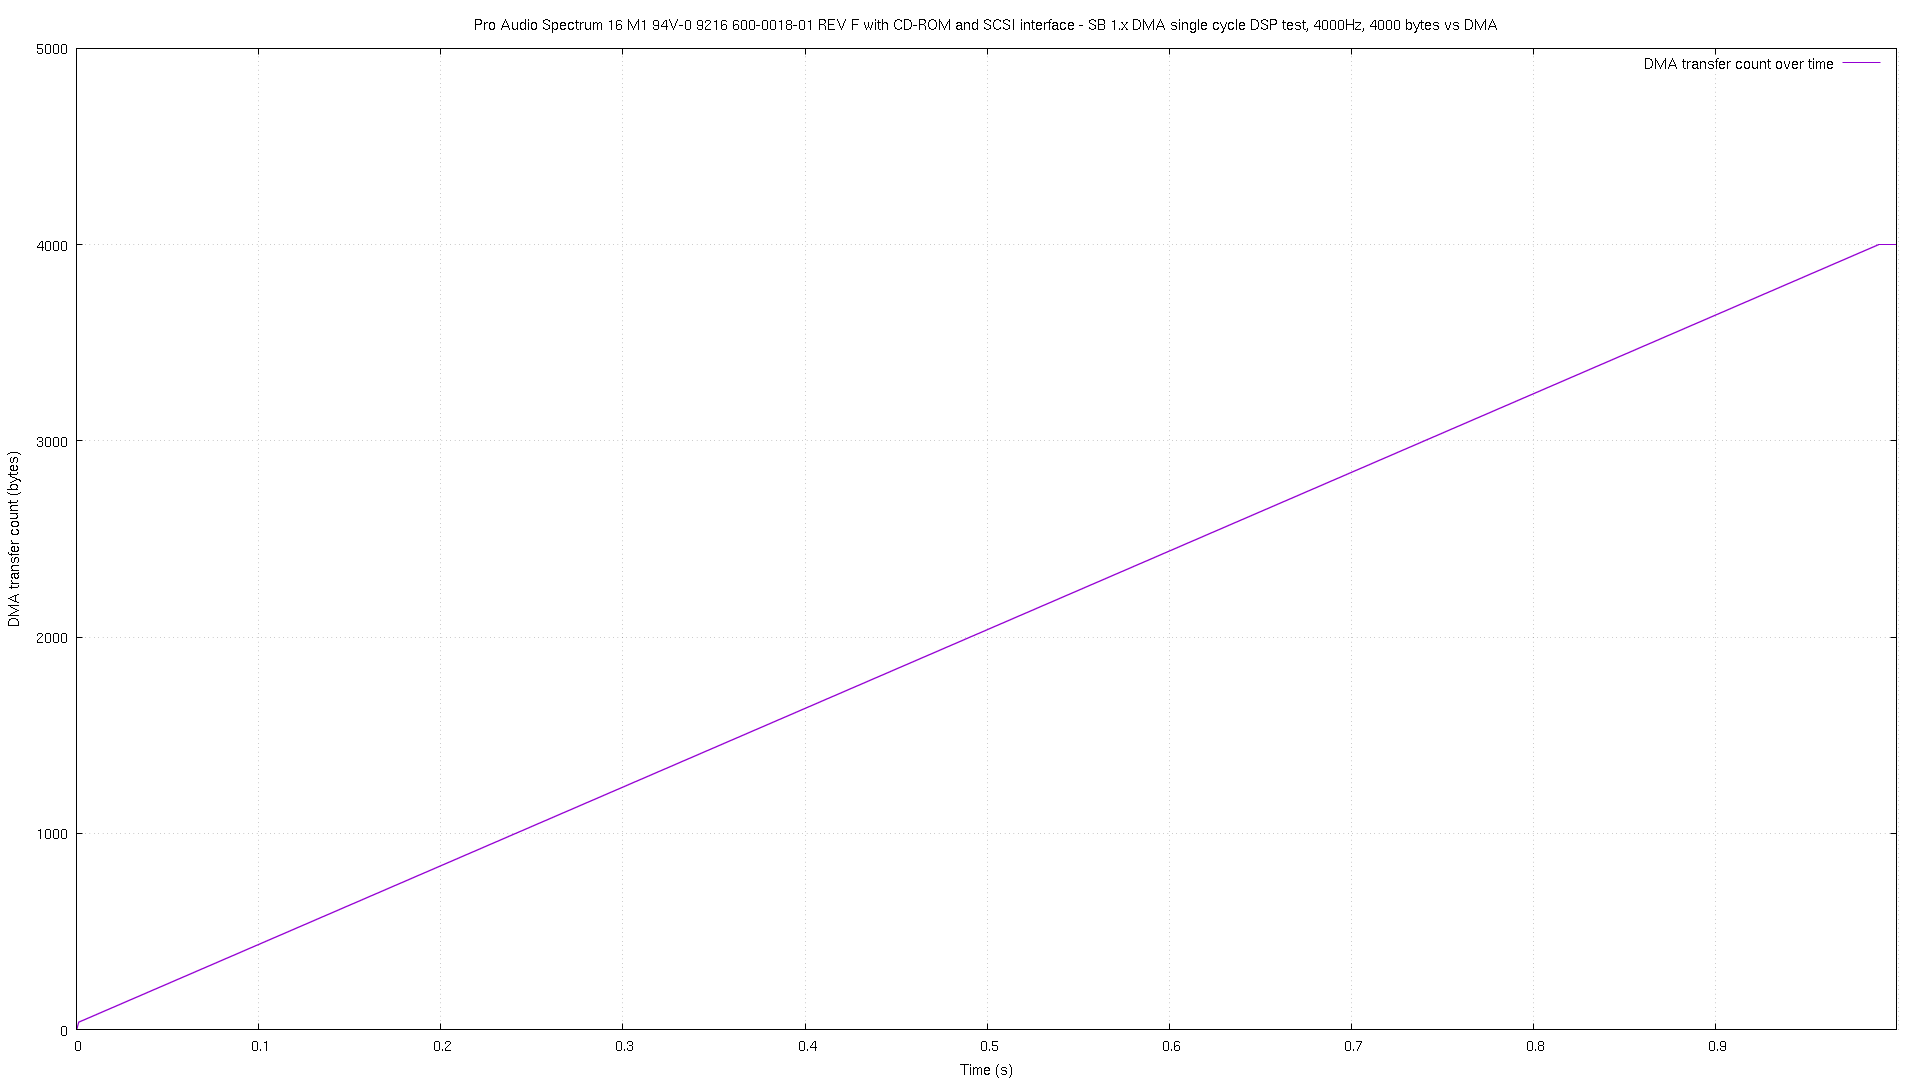 Pro Audio Spectrum 16 M1 94V-0 9216 600-0018-01 REV F with CD-ROM and SCSI interface - SB 1.x DMA single cycle DSP test, 4000Hz, 4000 bytes vs DMA
DMA transfer count over time
5000
4000
3000
2000
1000
0
DMA transfer count (bytes)
0 0.1 0.2 0.3 0.4 0.5 0.6 0.7 0.8 0.9
Time (s)